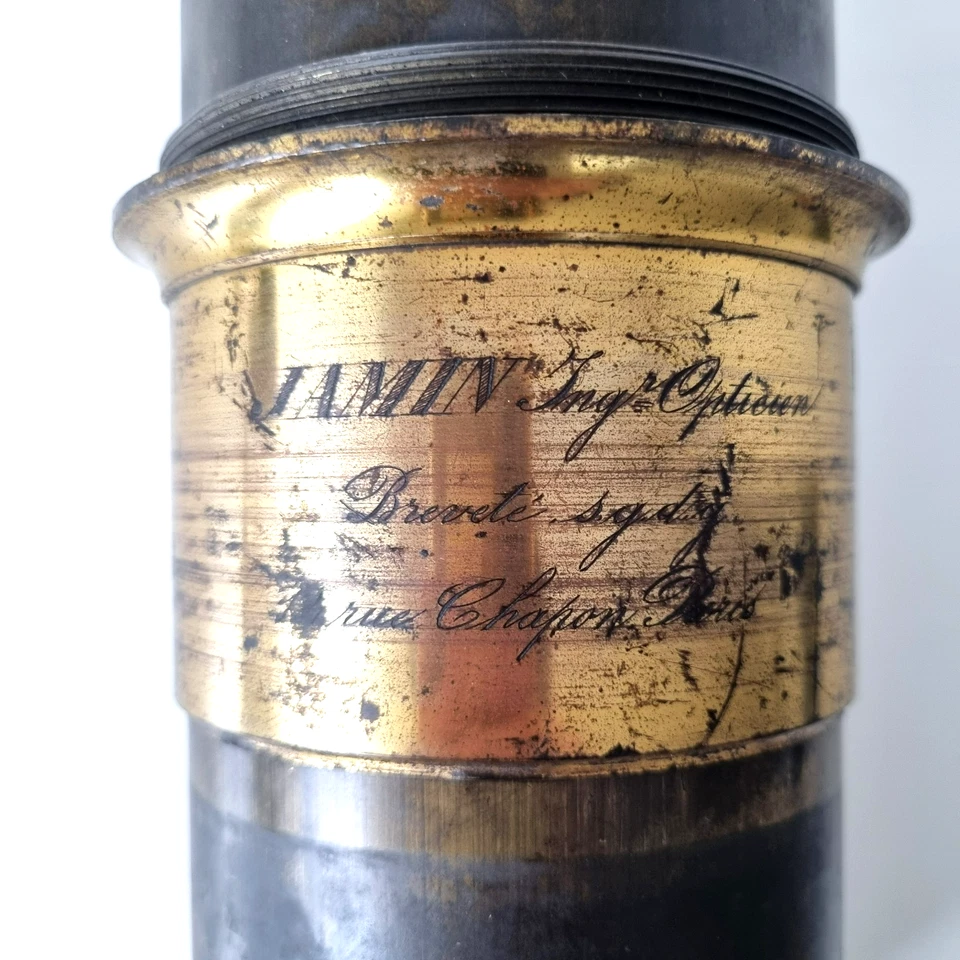 JAMIN Ingr. Opticien
Breveté s.g.d.g.
rue Chapon Paris